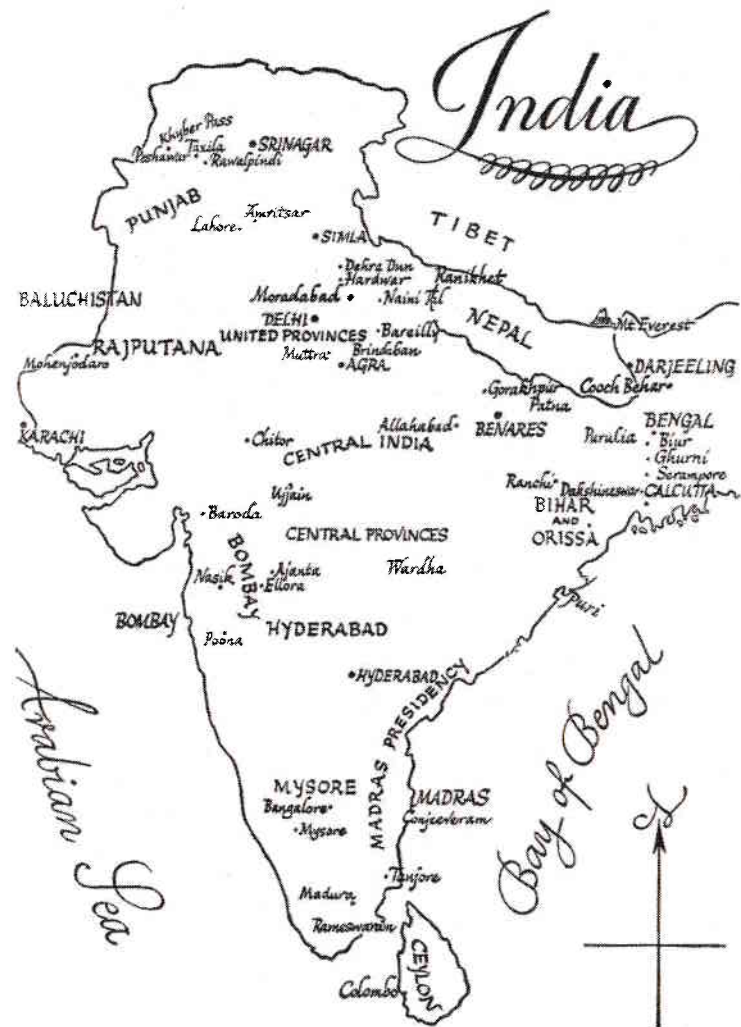 India
Khyber Pass
Peshawar
Taxila
SRINAGAR
Rawalpindi
PUNJAB
Lahore
Amritsar
TIBET
SIMLA
Dehra Dun
Hardwar
Ranikhet
BALUCHISTAN
Moradabad
Naini Tal
NEPAL
DELHI
Mt Everest
UNITED PROVINCES
Bareilly
RAJPUTANA
Muttra
Brindaban
Mohenjodaro
AGRA
DARJEELING
Gorakhpur
Cooch Behar
Patna
KARACHI
Chitor
CENTRAL INDIA
Allahabad
BENARES
Purulia
BENGAL
Biur
Ghurni
Serampore
Ranchi
Dakshineswar
CALCUTTA
Ujjain
Baroda
BIHAR
AND
ORISSA
CENTRAL PROVINCES
BOMBAY
Nasik
Ajanta
Ellora
Wardha
Puri
BOMBAY
Poona
HYDERABAD
HYDERABAD
MADRAS PRESIDENCY
Arabian Sea
Bay of Bengal
MYSORE
Bangalore
Mysore
MADRAS
Conjeeveram
Tanjore
Madura
Rameswaram
CEYLON
Colombo